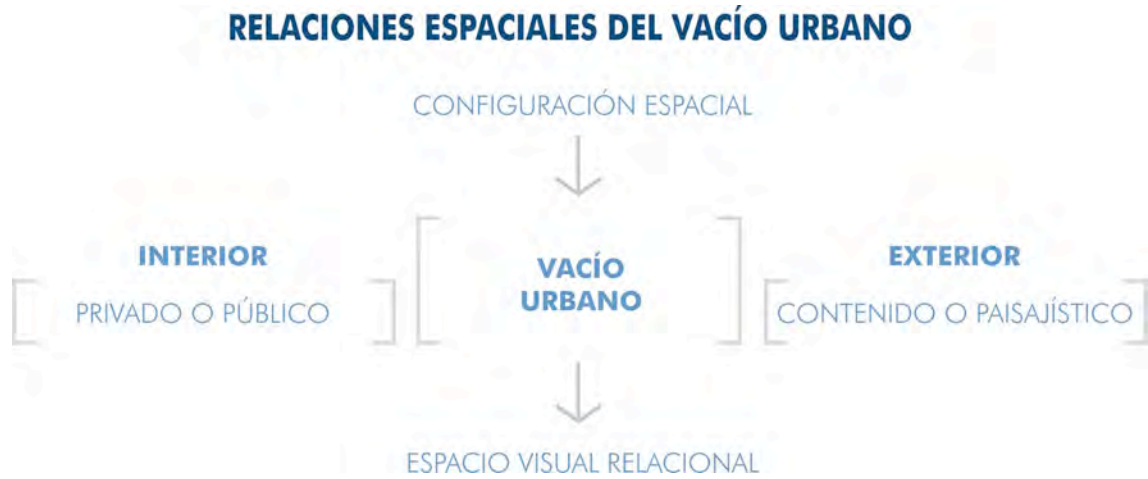 RELACIONES ESPACIALES DEL VACÍO URBANO
CONFIGURACIÓN ESPACIAL
INTERIOR
PRIVADO O PÚBLICO
VACÍO
URBANO
EXTERIOR
CONTENIDO O PAISAJÍSTICO
ESPACIO VISUAL RELACIONAL